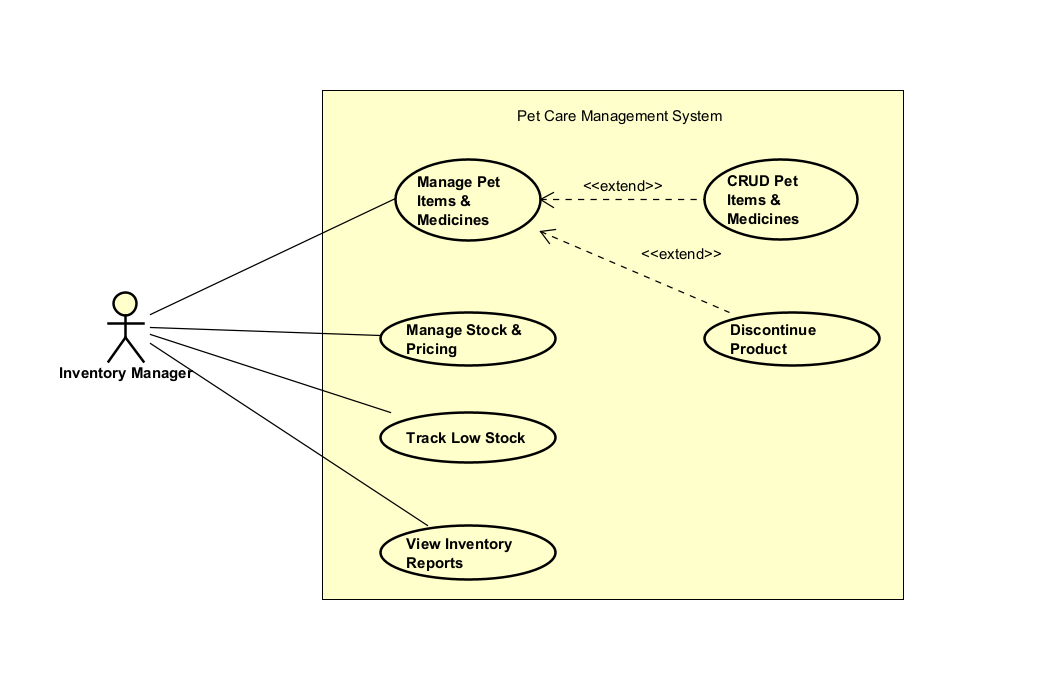 Pet Care Management System
Manage Pet
Items &
Medicines
<<extend>>
CRUD Pet
Items &
Medicines
<<extend>>
Manage Stock &
Pricing
Discontinue
Product
Inventory Manager
Track Low Stock
View Inventory
Reports